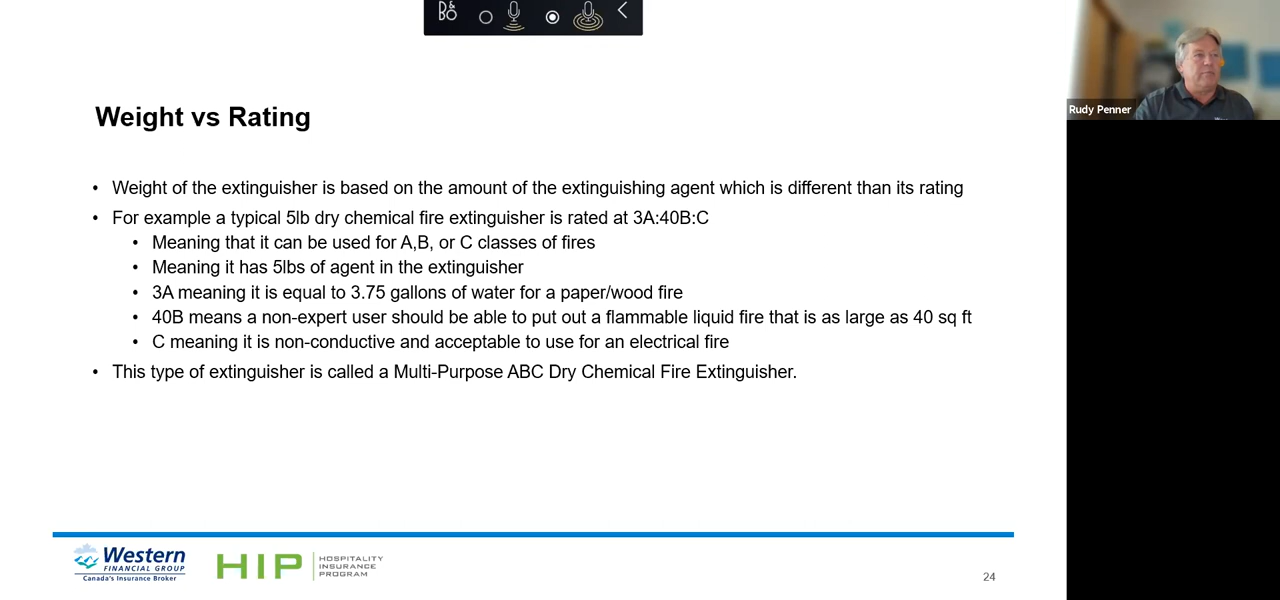 B&O
Weight vs Rating
Rudy Penner
• Weight of the extinguisher is based on the amount of the extinguishing agent which is different than its rating
• For example a typical 5lb dry chemical fire extinguisher is rated at 3A:40B:C
• Meaning that it can be used for A,B, or C classes of fires
• Meaning it has 5lbs of agent in the extinguisher
• 3A meaning it is equal to 3.75 gallons of water for a paper/wood fire
• 40B means a non-expert user should be able to put out a flammable liquid fire that is as large as 40 sq ft
• C meaning it is non-conductive and acceptable to use for an electrical fire
• This type of extinguisher is called a Multi-Purpose ABC Dry Chemical Fire Extinguisher.
Western
FINANCIAL GROUP
Canada's Insurance Broker
HIP
HOSPITALITY
INSURANCE
PROGRAM
24